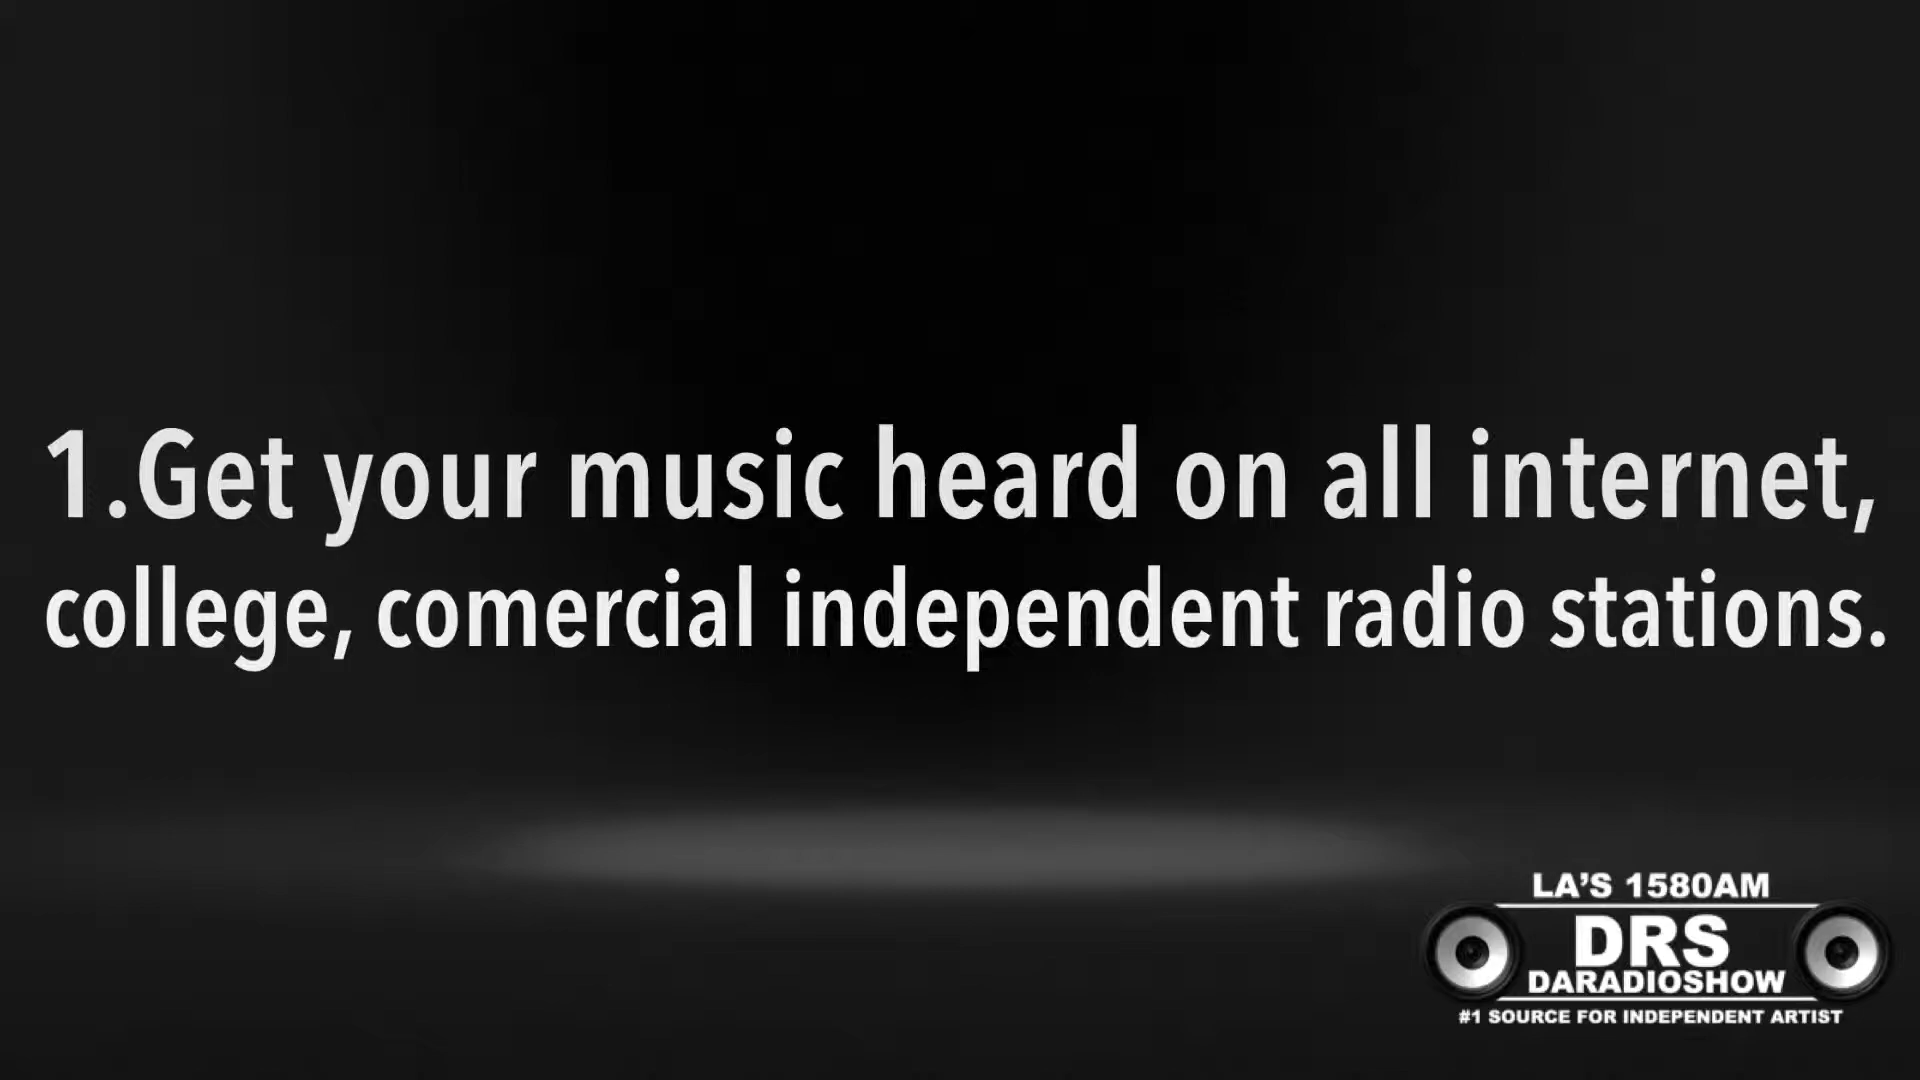 1.Get your music heard on all internet,
college, comercial independent radio stations.
LA'S 1580AM
DRS
DARADIOSHOW
#1 SOURCE FOR INDEPENDENT ARTIST